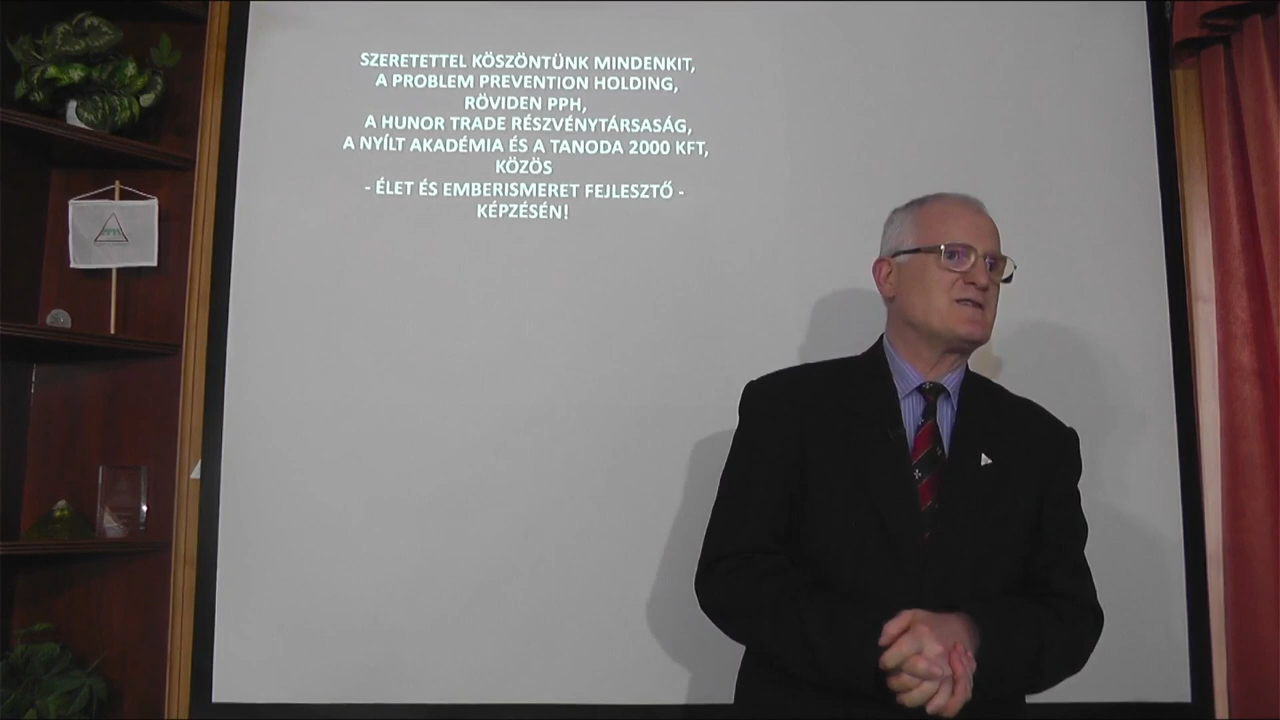 SZERETETTEL KÖSZÖNTÜNK MINDENKIT,
A PROBLEM PREVENTION HOLDING,
RÖVIDEN PPH,
A HUNOR TRADE RÉSZVÉNYTÁRSASÁG,
A NYÍLT AKADÉMIA ÉS A TANODA 2000 KFT,
KÖZÖS
- ÉLET ÉS EMBERISMERET FEJLESZTŐ -
KÉPZÉSÉN!